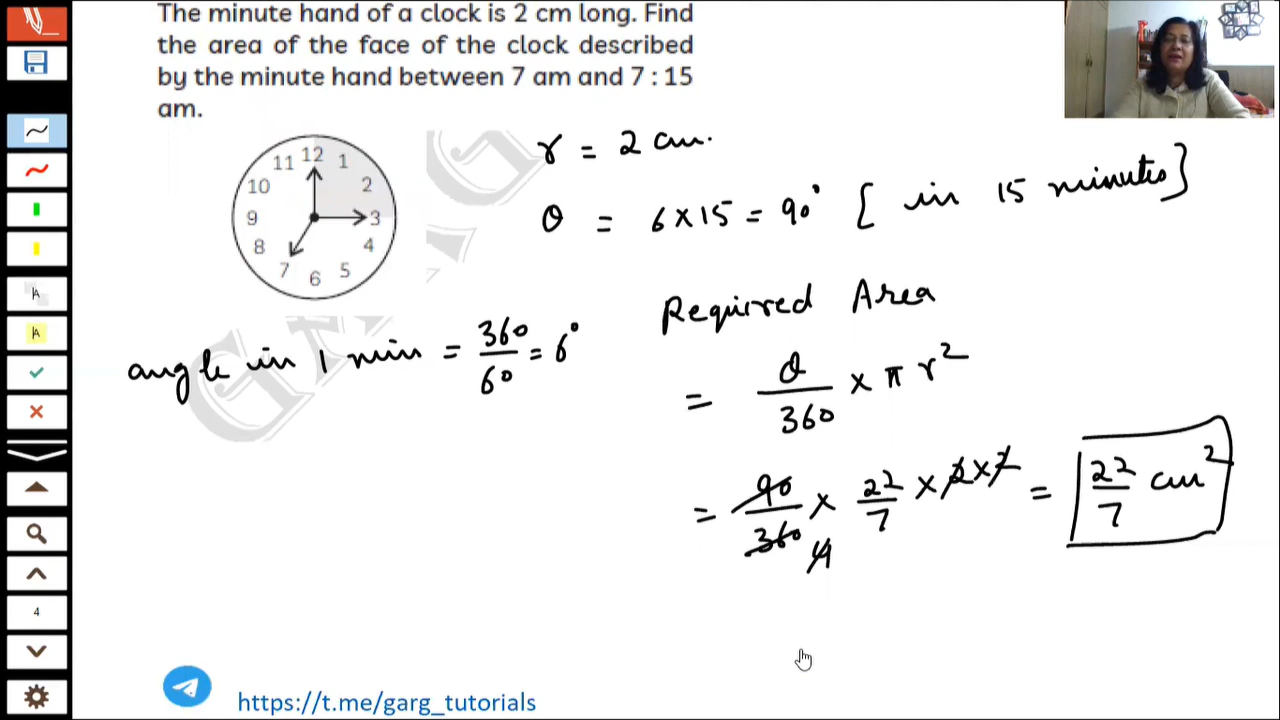 The minute hand of a clock is 2 cm long. Find
the area of the face of the clock described
by the minute hand between 7 am and 7 : 15
am.
r = 2 cm.
θ = 6 × 15 = 90° [ in 15 minutes ]
12
11 1
10 2
9 3
8 4
7 5
6
angle in 1 min = 360/60 = 6°
Required Area
= θ/360 × π r²
= 90/360 × 22/7 × 2 × 2 = 22/7 cm²
4
4
https://t.me/garg_tutorials